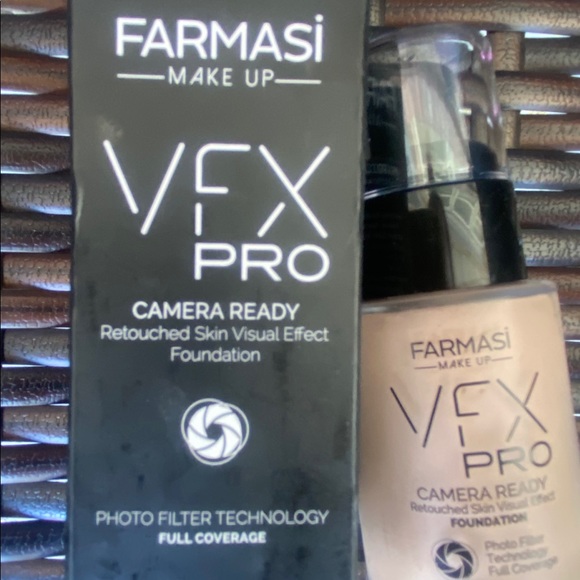 FARMASi
MAKE UP
VFX
PRO
CAMERA READY
Retouched Skin Visual Effect
Foundation
PHOTO FILTER TECHNOLOGY
FULL COVERAGE
FARMASi
MAKE UP
VFX
PRO
CAMERA READY
Retouched Skin Visual Effect
FOUNDATION
Photo Filter
Technology
Full Coverage